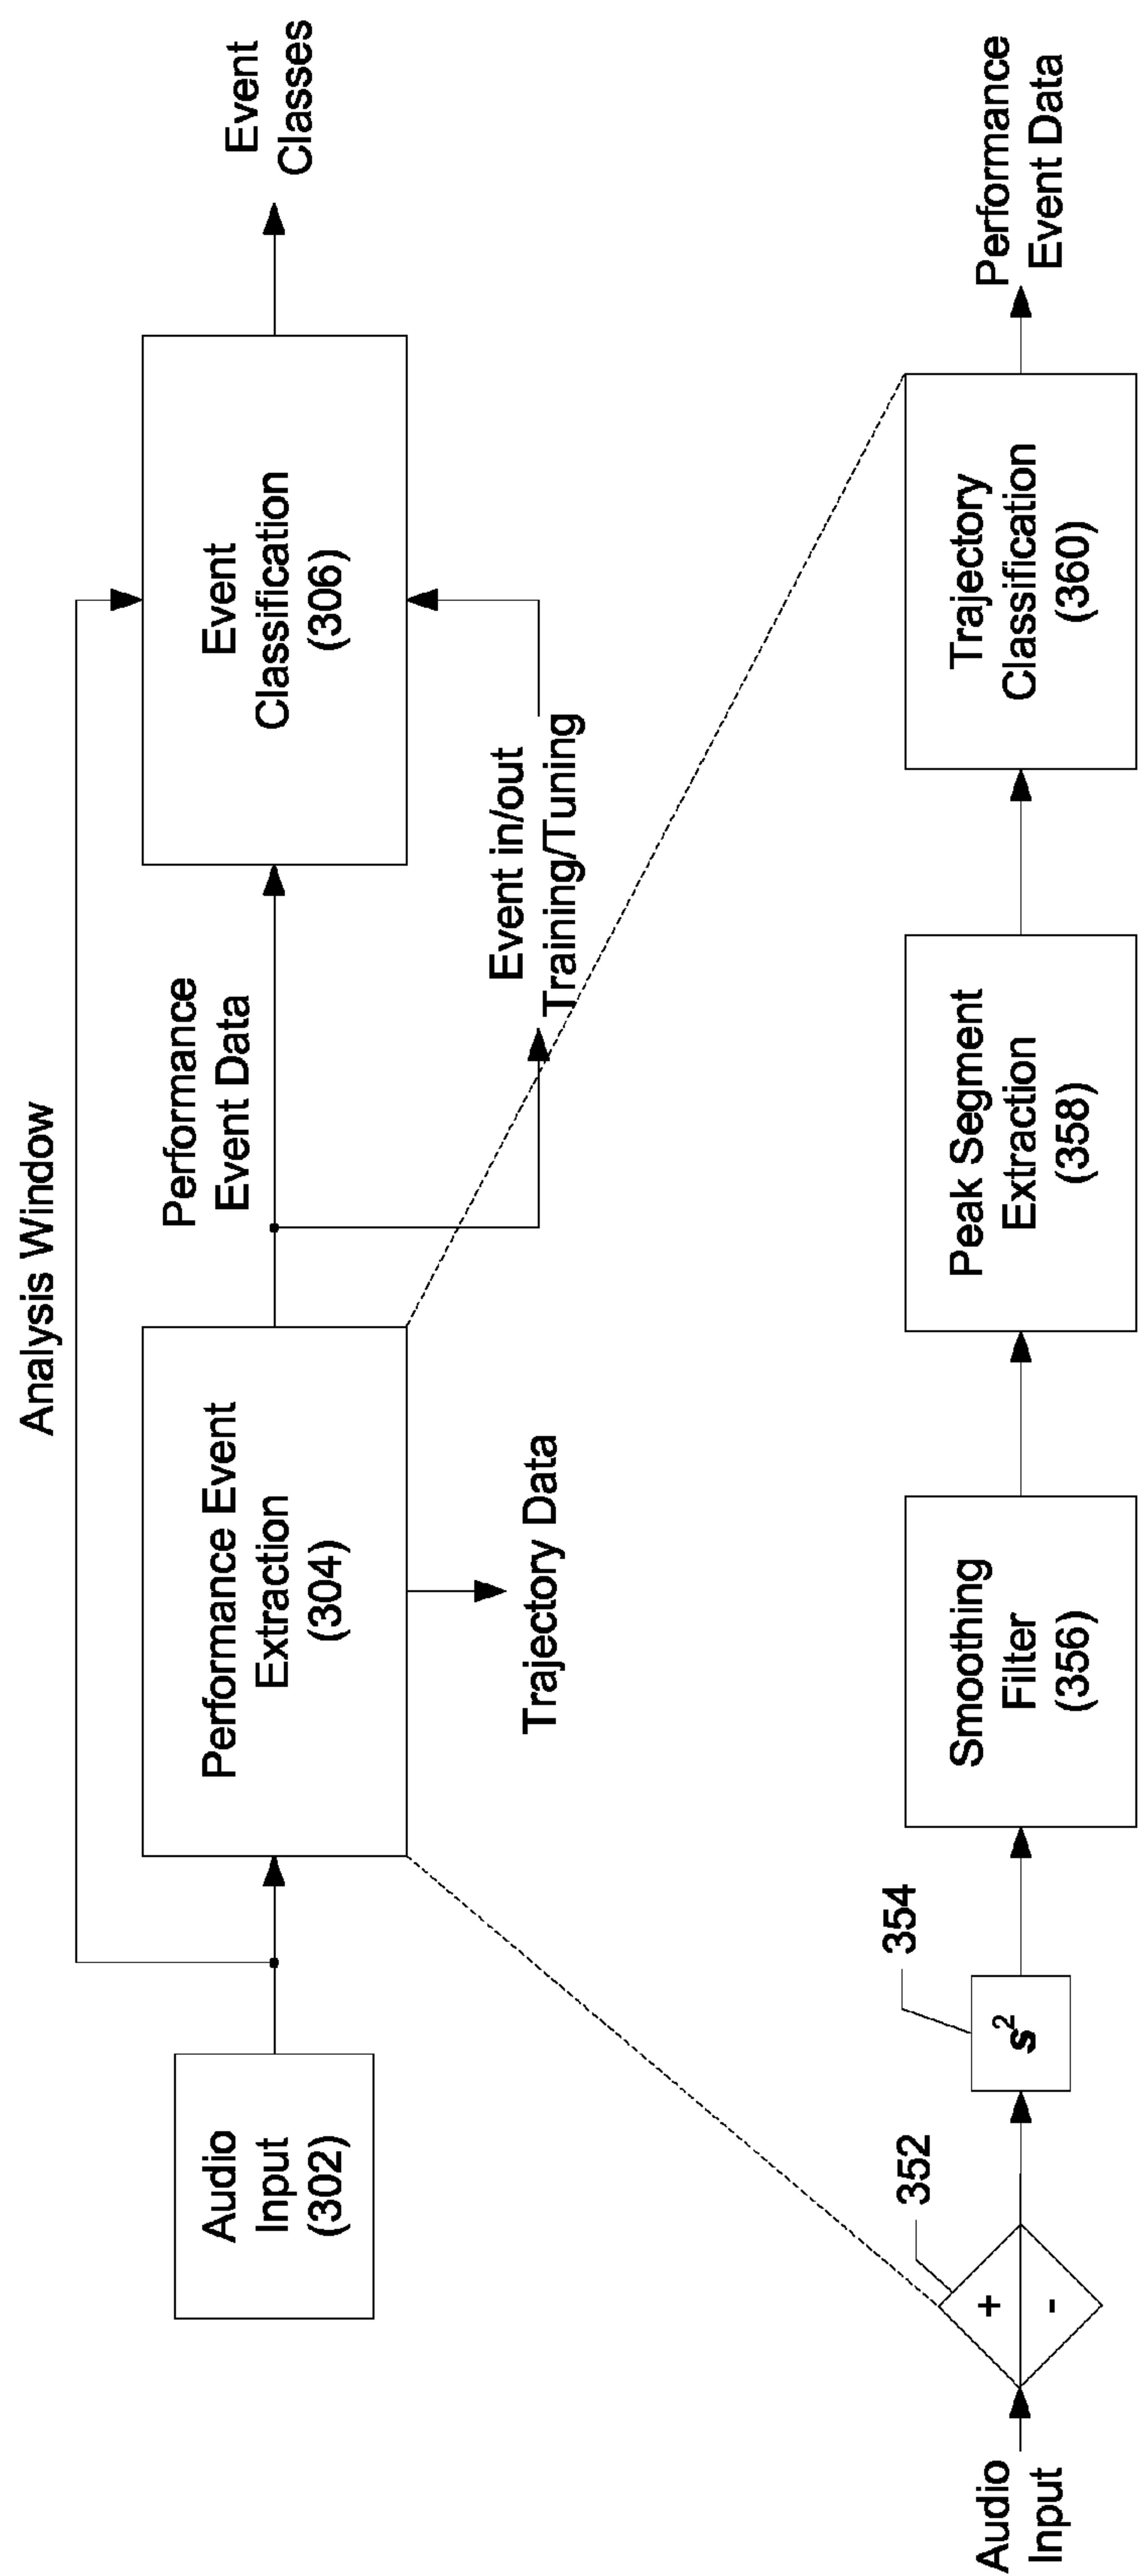 Analysis Window
Audio
Input
(302)
Performance Event
Extraction
(304)
Performance
Event Data
Event
Classification
(306)
Event
Classes
Trajectory Data
Event in/out
Training/Tuning
Audio
Input
352
+
-
354
s²
Smoothing
Filter
(356)
Peak Segment
Extraction
(358)
Trajectory
Classification
(360)
Performance
Event Data